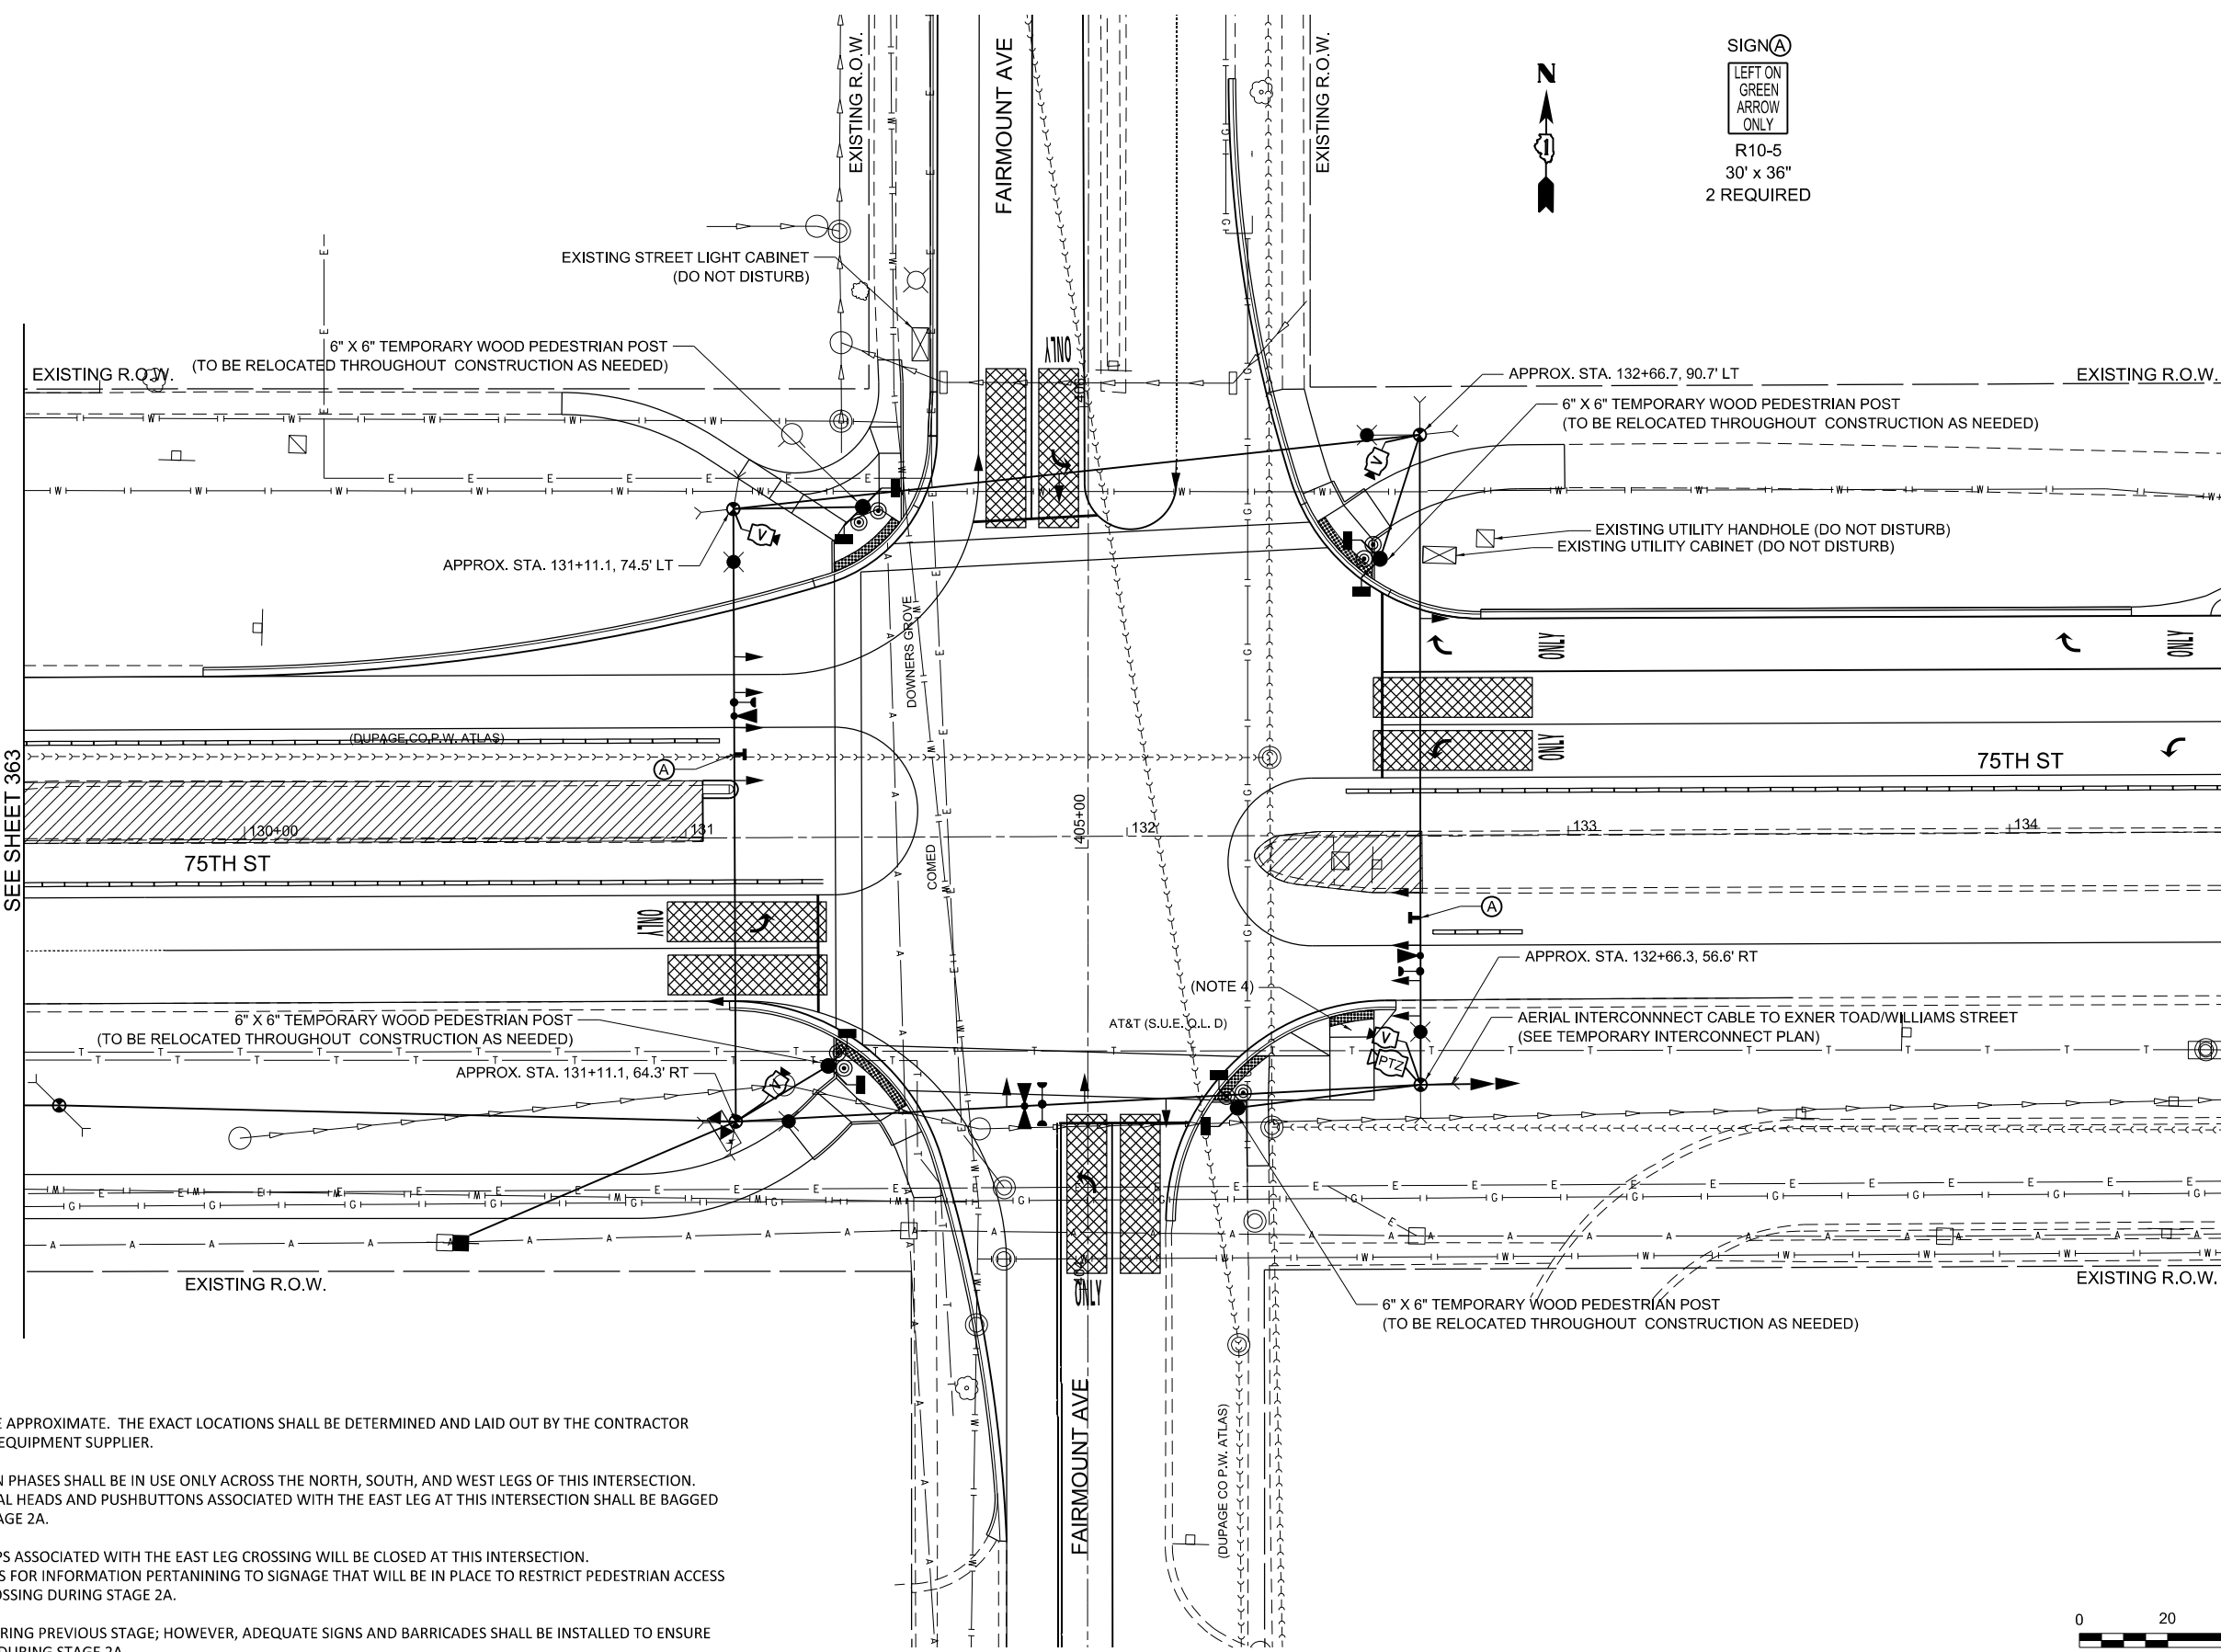 FAIRMOUNT AVE
EXISTING R.O.W.
EXISTING R.O.W.
N
1
SIGN A
LEFT ON
GREEN
ARROW
ONLY
R10-5
30' x 36"
2 REQUIRED
EXISTING STREET LIGHT CABINET
(DO NOT DISTURB)
6" X 6" TEMPORARY WOOD PEDESTRIAN POST
(TO BE RELOCATED THROUGHOUT CONSTRUCTION AS NEEDED)
EXISTING R.O.W.
ONLY
APPROX. STA. 132+66.7, 90.7' LT
EXISTING R.O.W.
6" X 6" TEMPORARY WOOD PEDESTRIAN POST
(TO BE RELOCATED THROUGHOUT CONSTRUCTION AS NEEDED)
V
V
EXISTING UTILITY HANDHOLE (DO NOT DISTURB)
EXISTING UTILITY CABINET (DO NOT DISTURB)
APPROX. STA. 131+11.1, 74.5' LT
DOWNERS GROVE
ONLY
ONLY
ONLY
(DUPAGE CO P.W. ATLAS)
A
75TH ST
SEE SHEET 363
130+00
131
405+00
132
133
134
75TH ST
COMED
ONLY
A
APPROX. STA. 132+66.3, 56.6' RT
(NOTE 4)
AT&T (S.U.E. Q.L. D)
6" X 6" TEMPORARY WOOD PEDESTRIAN POST
(TO BE RELOCATED THROUGHOUT CONSTRUCTION AS NEEDED)
AERIAL INTERCONNNECT CABLE TO EXNER TOAD/WILLIAMS STREET
(SEE TEMPORARY INTERCONNECT PLAN)
V
PTZ
V
APPROX. STA. 131+11.1, 64.3' RT
EXISTING R.O.W.
ONLY
EXISTING R.O.W.
6" X 6" TEMPORARY WOOD PEDESTRIAN POST
(TO BE RELOCATED THROUGHOUT CONSTRUCTION AS NEEDED)
FAIRMOUNT AVE
(DUPAGE CO P.W. ATLAS)
APPROXIMATE. THE EXACT LOCATIONS SHALL BE DETERMINED AND LAID OUT BY THE CONTRACTOR
EQUIPMENT SUPPLIER.
PHASES SHALL BE IN USE ONLY ACROSS THE NORTH, SOUTH, AND WEST LEGS OF THIS INTERSECTION.
HEADS AND PUSHBUTTONS ASSOCIATED WITH THE EAST LEG AT THIS INTERSECTION SHALL BE BAGGED
2A.
ASSOCIATED WITH THE EAST LEG CROSSING WILL BE CLOSED AT THIS INTERSECTION.
FOR INFORMATION PERTANINING TO SIGNAGE THAT WILL BE IN PLACE TO RESTRICT PEDESTRIAN ACCESS
DURING STAGE 2A.
PREVIOUS STAGE; HOWEVER, ADEQUATE SIGNS AND BARRICADES SHALL BE INSTALLED TO ENSURE
DURING STAGE 2A
0 20